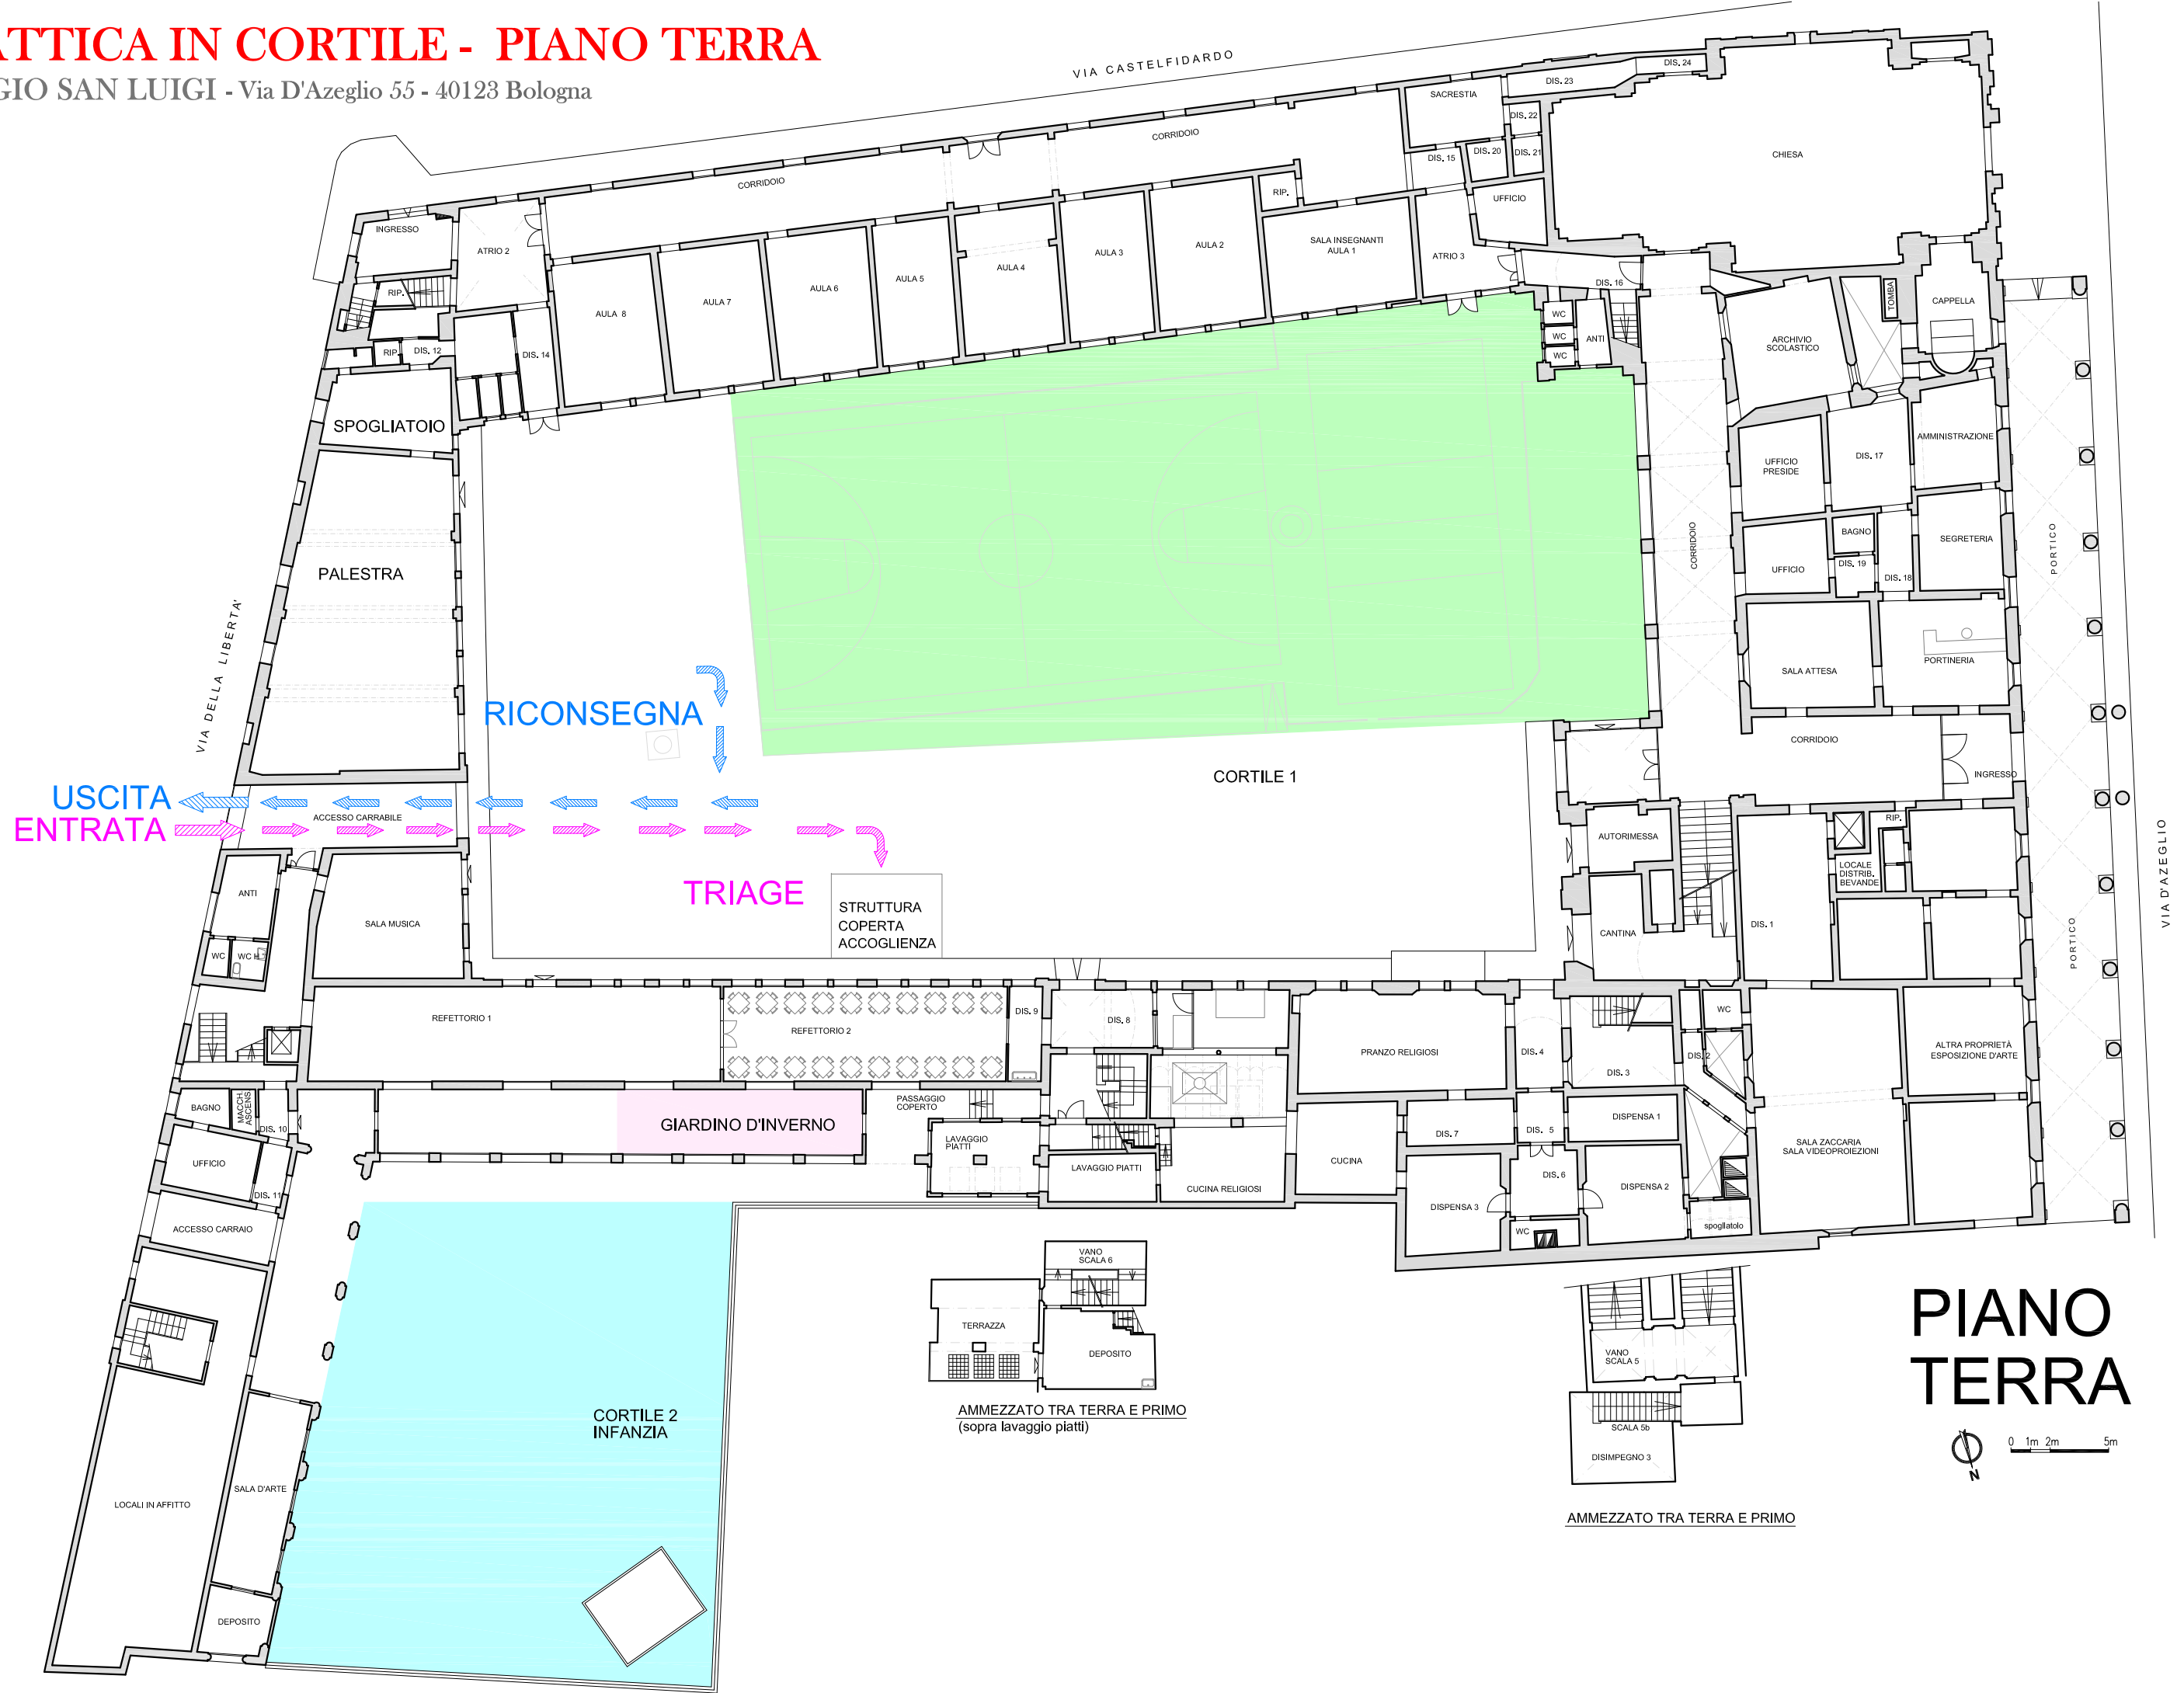 ATTICA IN CORTILE - PIANO TERRA
GIO SAN LUIGI - Via D'Azeglio 55 - 40123 Bologna
VIA CASTELFIDARDO
DIS. 24
DIS. 23
SACRESTIA
DIS. 22
CORRIDOIO
DIS. 20
DIS. 21
DIS. 15
CHIESA
CORRIDOIO
RIP.
UFFICIO
INGRESSO
ATRIO 2
SALA INSEGNANTI
AULA 1
AULA 2
AULA 3
AULA 4
AULA 5
AULA 6
AULA 7
AULA 8
ATRIO 3
DIS. 16
RIP.
TOMBA
CAPPELLA
WC
WC
WC
ANTI
ARCHIVIO
SCOLASTICO
RIP.
DIS. 12
DIS. 14
SPOGLIATOIO
AMMINISTRAZIONE
UFFICIO
PRESIDE
DIS. 17
BAGNO
SEGRETERIA
CORRIDOIO
PORTICO
PALESTRA
UFFICIO
DIS. 19
DIS. 18
VIA DELLA LIBERTA'
PORTINERIA
SALA ATTESA
RICONSEGNA
CORRIDOIO
CORTILE 1
INGRESSO
USCITA
ENTRATA
ACCESSO CARRABILE
AUTORIMESSA
RIP.
LOCALE
DISTRIB.
BEVANDE
VIA D'AZEGLIO
TRIAGE
ANTI
STRUTTURA
COPERTA
ACCOGLIENZA
SALA MUSICA
DIS. 1
CANTINA
PORTICO
WC
WC H
REFETTORIO 1
REFETTORIO 2
DIS. 9
DIS. 8
WC
PRANZO RELIGIOSI
DIS. 4
DIS. 2
DIS. 3
ALTRA PROPRIETÀ
ESPOSIZIONE D'ARTE
BAGNO
MACCH.
ASCENS.
DIS. 10
PASSAGGIO
COPERTO
GIARDINO D'INVERNO
LAVAGGIO
PIATTI
DISPENSA 1
DIS. 7
DIS. 5
SALA ZACCARIA
SALA VIDEOPROIEZIONI
UFFICIO
LAVAGGIO PIATTI
CUCINA
CUCINA RELIGIOSI
DIS. 6
DISPENSA 2
DIS. 11
DISPENSA 3
ACCESSO CARRAIO
WC
spogliatoio
VANO
SCALA 6
TERRAZZA
DEPOSITO
AMMEZZATO TRA TERRA E PRIMO
(sopra lavaggio piatti)
VANO
SCALA 5
SCALA 5b
DISIMPEGNO 3
AMMEZZATO TRA TERRA E PRIMO
PIANO
TERRA
N
0 1m 2m 5m
CORTILE 2
INFANZIA
LOCALI IN AFFITTO
SALA D'ARTE
DEPOSITO